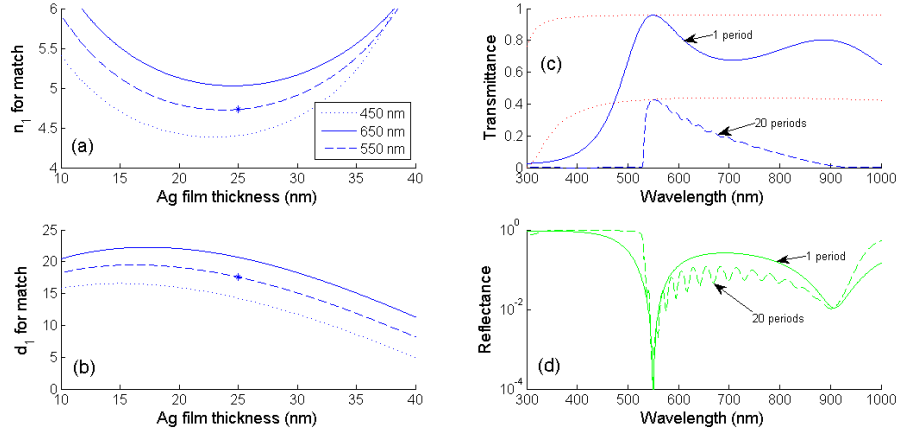 6
5.5
5
4.5
4
n1 for match
(a)
450 nm
650 nm
550 nm
10 15 20 25 30 35 40
Ag film thickness (nm)
25
20
15
10
5
0
d1 for match
(b)
10 15 20 25 30 35 40
Ag film thickness (nm)
1
0.8
0.6
0.4
0.2
0
Transmittance
(c)
1 period
20 periods
300 400 500 600 700 800 900 1000
Wavelength (nm)
10^0
10^-2
10^-4
Reflectance
(d)
1 period
20 periods
300 400 500 600 700 800 900 1000
Wavelength (nm)